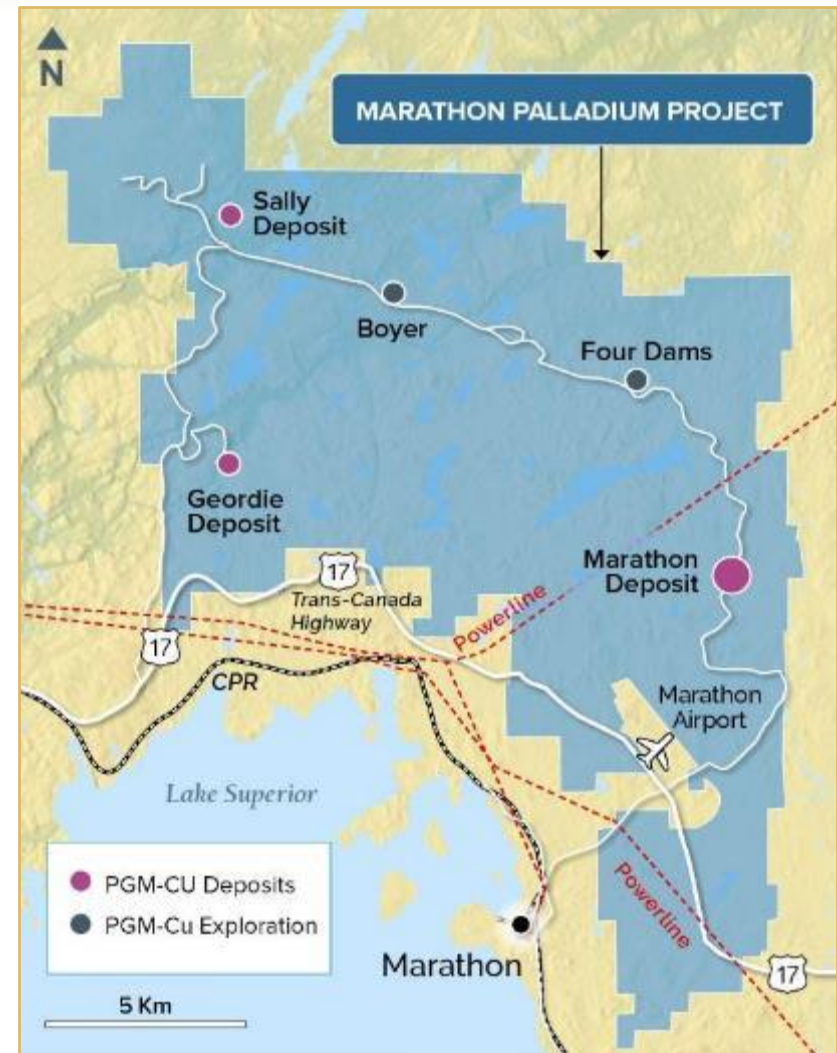 N
MARATHON PALLADIUM PROJECT
Sally
Deposit
Boyer
Four Dams
Geordie
Deposit
Marathon
Deposit
17
Trans-Canada
Highway
Powerline
17
CPR
Marathon
Airport
Lake Superior
PGM-CU Deposits
PGM-Cu Exploration
Powerline
Marathon
17
5 Km